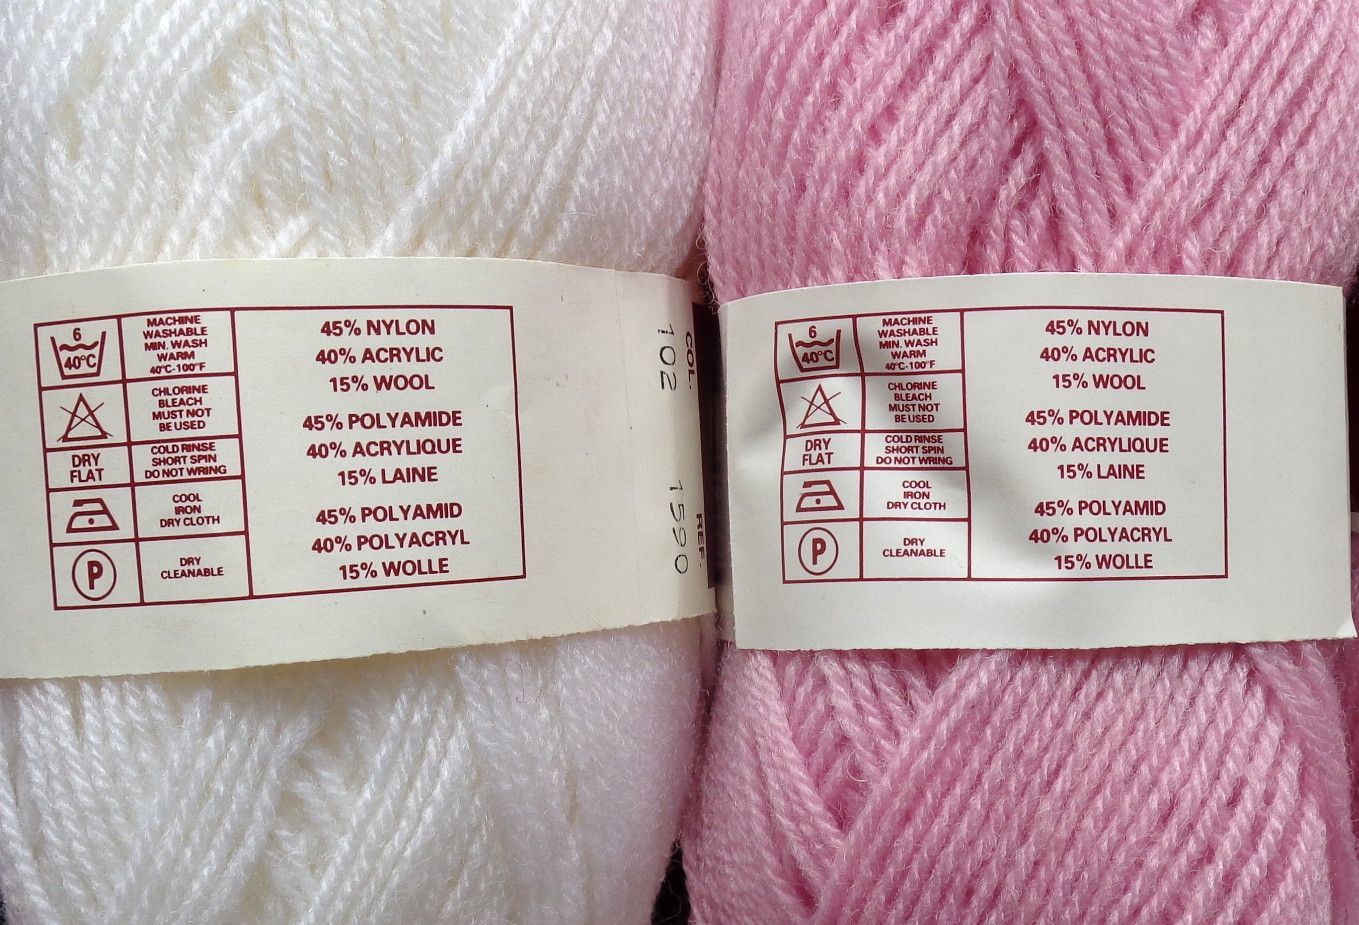 6
40°C
MACHINE
WASHABLE
MIN. WASH
WARM
40°C-100°F
CHLORINE
BLEACH
MUST NOT
BE USED
DRY
FLAT
COLD RINSE
SHORT SPIN
DO NOT WRING
COOL
IRON
DRY CLOTH
P
DRY
CLEANABLE
45% NYLON
40% ACRYLIC
15% WOOL
45% POLYAMIDE
40% ACRYLIQUE
15% LAINE
45% POLYAMID
40% POLYACRYL
15% WOLLE
COL.
102
REF.
1590
6
40°C
MACHINE
WASHABLE
MIN. WASH
WARM
40°C-100°F
CHLORINE
BLEACH
MUST NOT
BE USED
DRY
FLAT
COLD RINSE
SHORT SPIN
DO NOT WRING
COOL
IRON
DRY CLOTH
P
DRY
CLEANABLE
45% NYLON
40% ACRYLIC
15% WOOL
45% POLYAMIDE
40% ACRYLIQUE
15% LAINE
45% POLYAMID
40% POLYACRYL
15% WOLLE